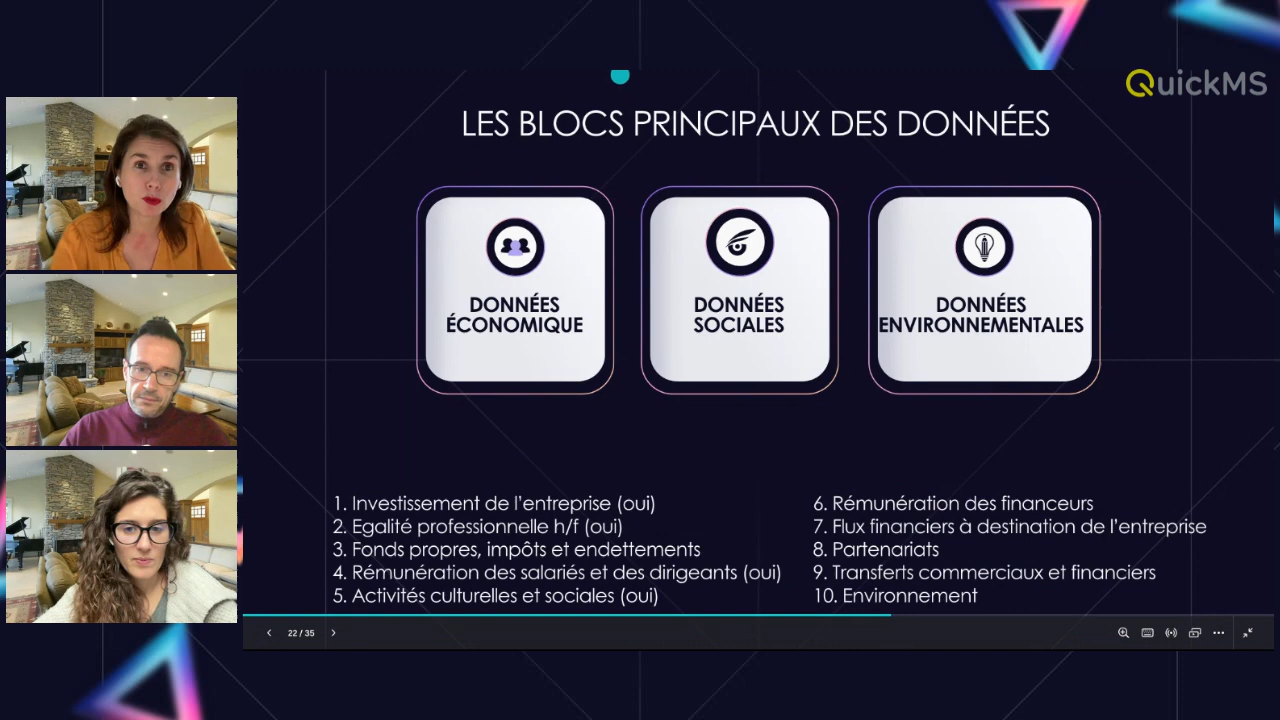 QuickMS
LES BLOCS PRINCIPAUX DES DONNÉES
DONNÉES
ÉCONOMIQUE
DONNÉES
SOCIALES
DONNÉES
ENVIRONNEMENTALES
1. Investissement de l'entreprise (oui)
2. Egalité professionnelle h/f (oui)
3. Fonds propres, impôts et endettements
4. Rémunération des salariés et des dirigeants (oui)
5. Activités culturelles et sociales (oui)
6. Rémunération des financeurs
7. Flux financiers à destination de l'entreprise
8. Partenariats
9. Transferts commerciaux et financiers
10. Environnement
22 / 35